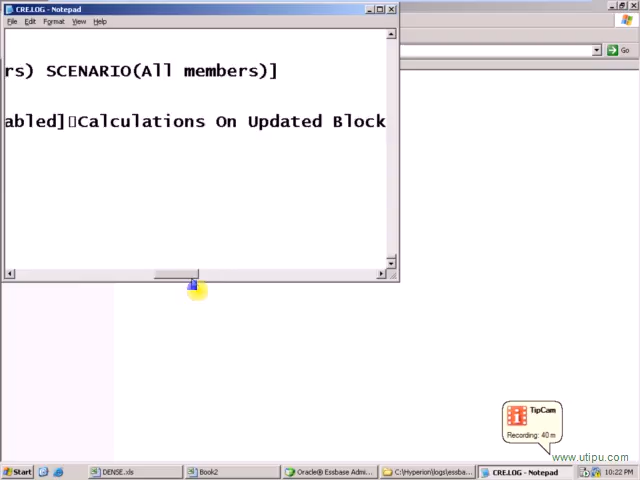 CRE.LOG - Notepad
File Edit Format View Help
Go
rs) SCENARIO(All members)]
abled]▯Calculations On Updated Block
TipCam
Recording: 40 m
www.utipu.com
Start
DENSE.xls
Book2
Oracle® Essbase Admi...
C:\Hyperion\logs\essba...
CRE.LOG - Notepad
10:22 PM